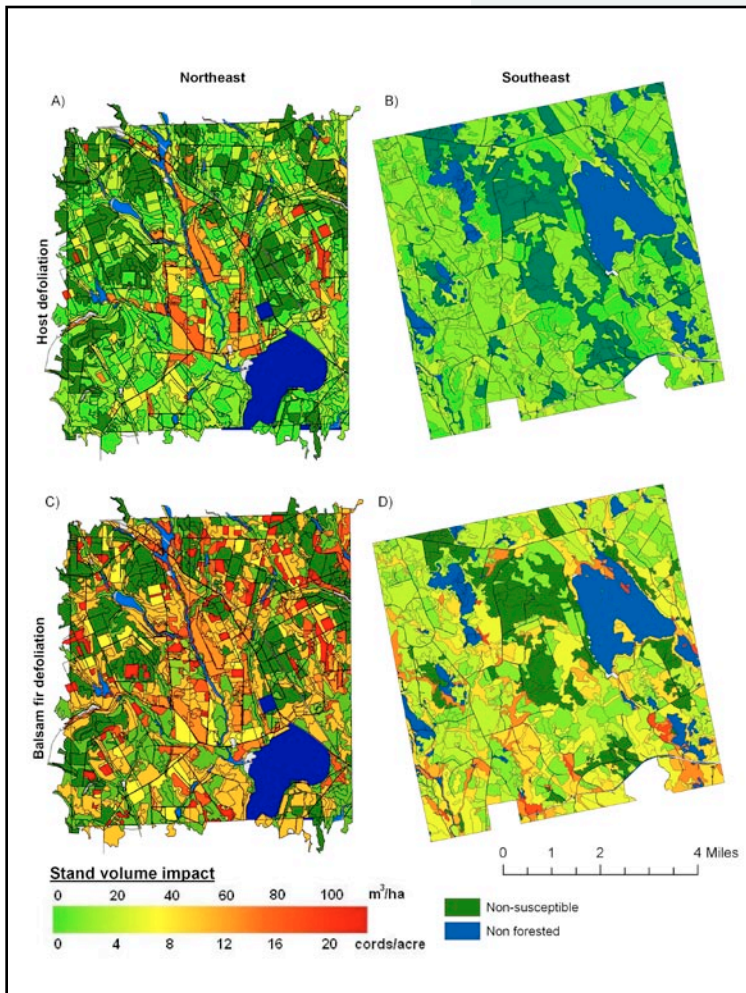 Northeast Southeast
A) B)
Host defoliation
C) D)
Balsam fir defoliation
0 1 2 4 Miles
Stand volume impact
0 20 40 60 80 100 m³/ha
0 4 8 12 16 20 cords/acre
Non-susceptible
Non forested